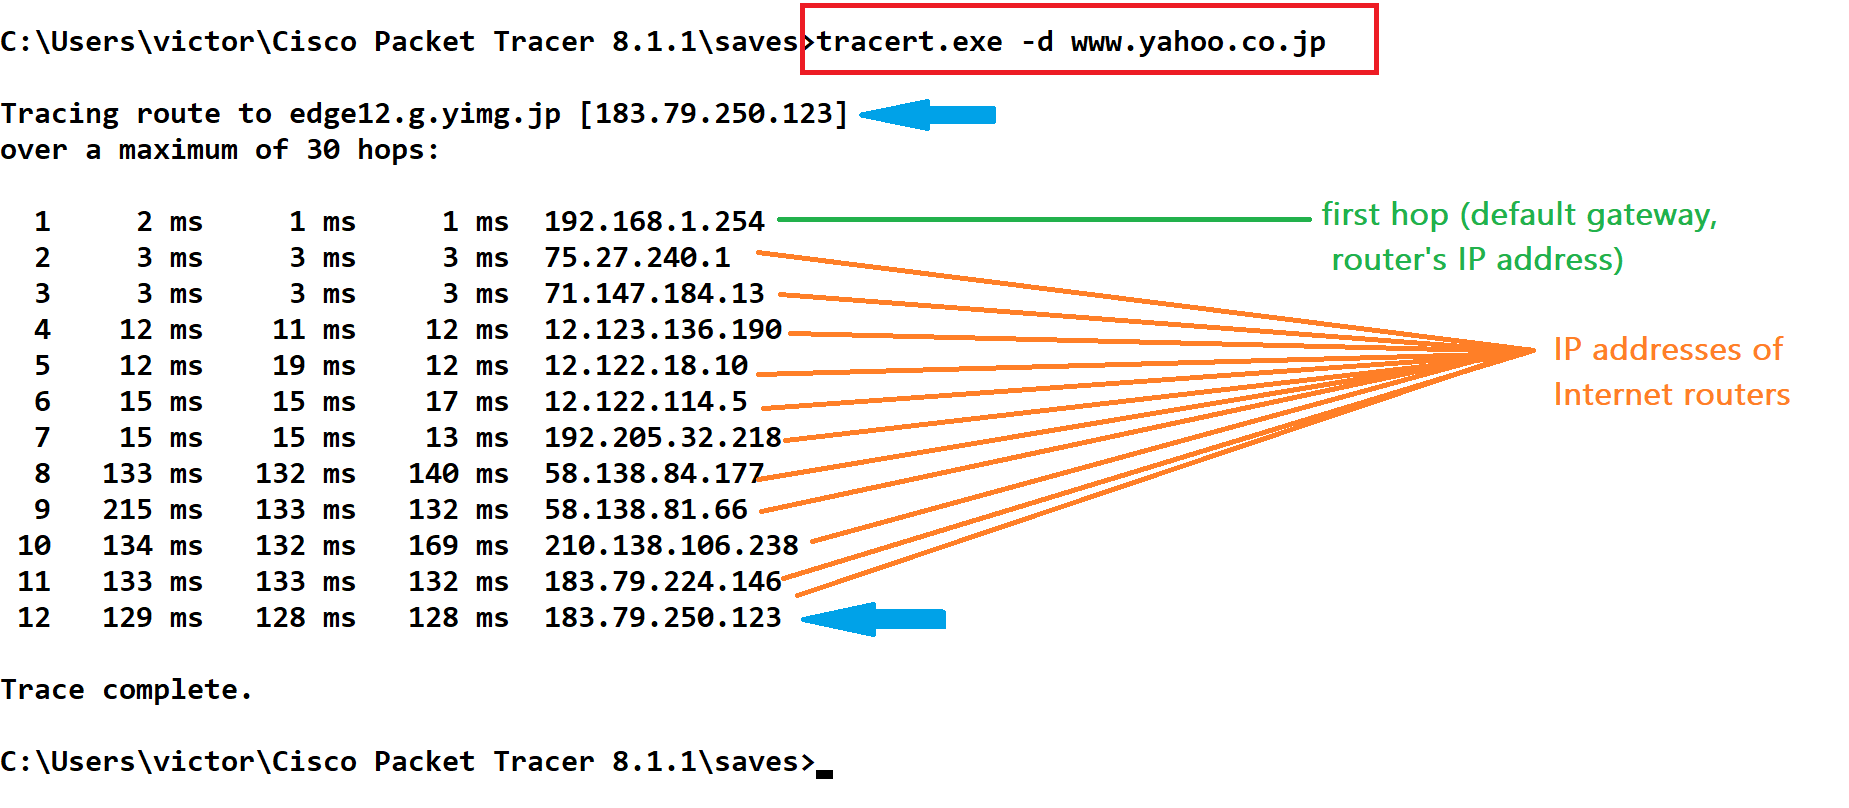 C:\Users\victor\Cisco Packet Tracer 8.1.1\saves>tracert.exe -d www.yahoo.co.jp
Tracing route to edge12.g.yimg.jp [183.79.250.123]
over a maximum of 30 hops:
1 2 ms 1 ms 1 ms 192.168.1.254
first hop (default gateway,
router's IP address)
2 3 ms 3 ms 3 ms 75.27.240.1
3 3 ms 3 ms 3 ms 71.147.184.13
4 12 ms 11 ms 12 ms 12.123.136.190
5 12 ms 19 ms 12 ms 12.122.18.10
6 15 ms 15 ms 17 ms 12.122.114.5
7 15 ms 15 ms 13 ms 192.205.32.218
8 133 ms 132 ms 140 ms 58.138.84.177
9 215 ms 133 ms 132 ms 58.138.81.66
10 134 ms 132 ms 169 ms 210.138.106.238
11 133 ms 133 ms 132 ms 183.79.224.146
12 129 ms 128 ms 128 ms 183.79.250.123
IP addresses of
Internet routers
Trace complete.
C:\Users\victor\Cisco Packet Tracer 8.1.1\saves>